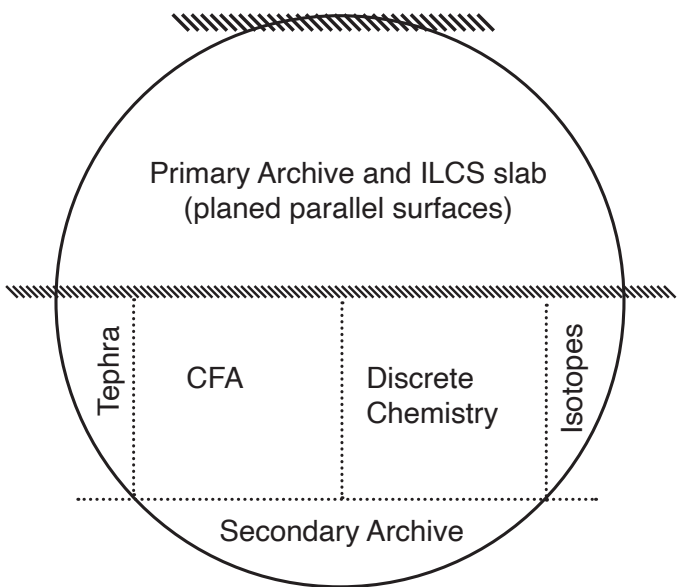 Primary Archive and ILCS slab
(planed parallel surfaces)
Tephra
CFA
Discrete
Chemistry
Isotopes
Secondary Archive